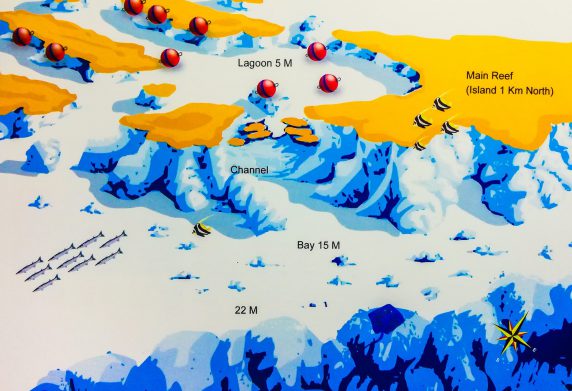 Lagoon 5 M
Main Reef
(Island 1 Km North)
Channel
Bay 15 M
22 M